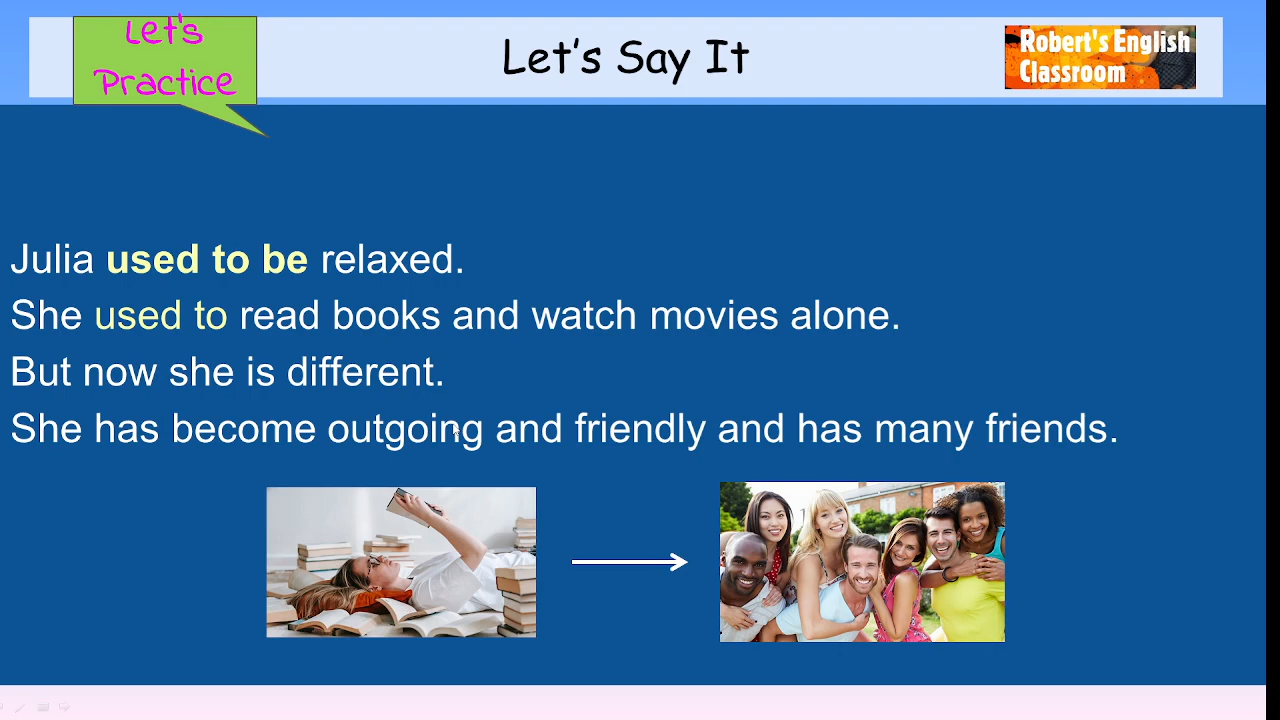 Let's
Practice
Let's Say It
Robert's English
Classroom
Julia used to be relaxed.
She used to read books and watch movies alone.
But now she is different.
She has become outgoing and friendly and has many friends.